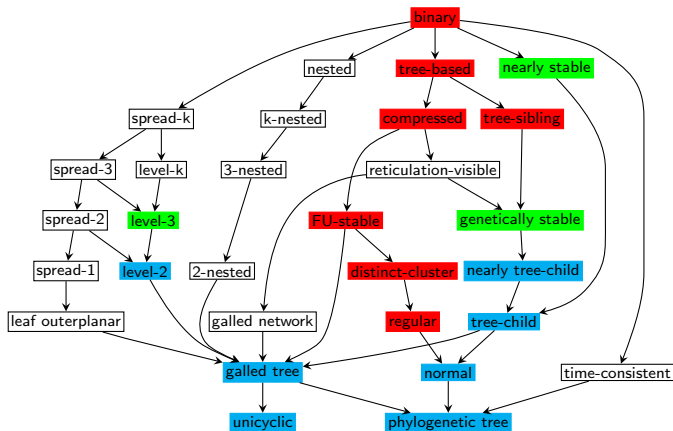 binary
nested
tree-based
nearly stable
spread-k
k-nested
compressed
tree-sibling
spread-3
level-k
3-nested
reticulation-visible
spread-2
level-3
FU-stable
genetically stable
spread-1
level-2
2-nested
distinct-cluster
nearly tree-child
leaf outerplanar
galled network
regular
tree-child
galled tree
normal
time-consistent
unicyclic
phylogenetic tree